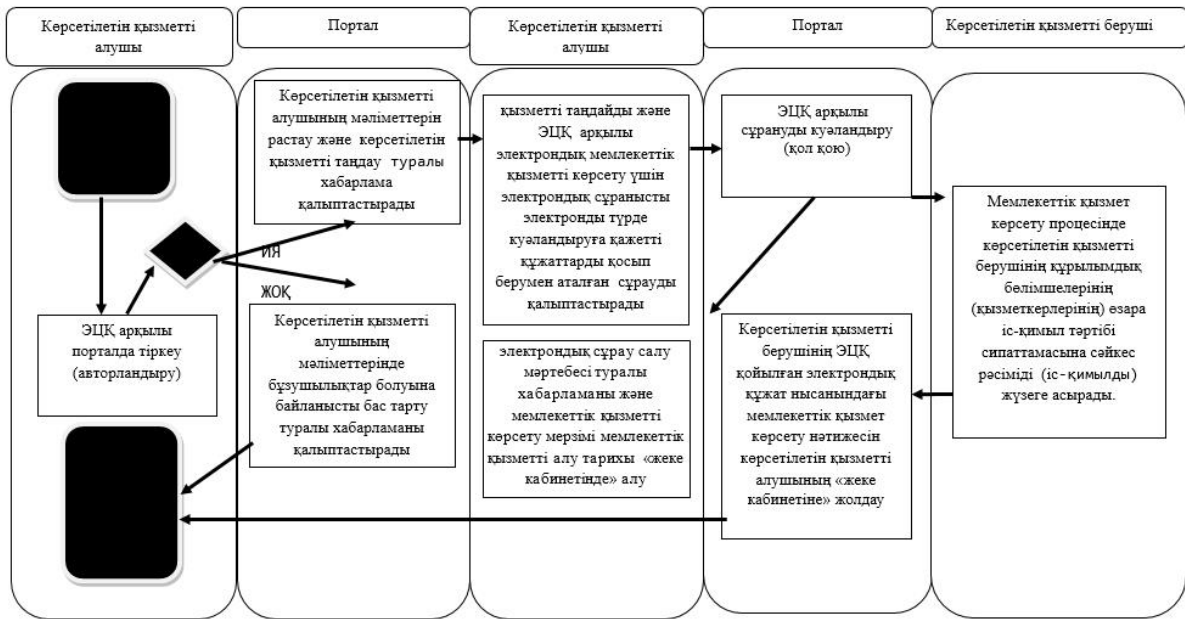 Көрсетілетін қызметті
алушы
Портал
Көрсетілетін қызметті
алушы
Портал
Көрсетілетін қызметті беруші
ЭЦҚ арқылы
порталда тіркеу
(авторландыру)
Көрсетілетін қызметті
алушының мәліметтерін
растау және көрсетілетін
қызметті таңдау туралы
хабарлама
қалыптастырады
ИЯ
ЖОҚ
Көрсетілетін қызметті
алушының
мәліметтерінде
бұзушылықтар болуына
байланысты бас тарту
туралы хабарламаны
қалыптастырады
қызметті таңдайды және
ЭЦҚ арқылы
электрондық мемлекеттік
қызметті көрсету үшін
электрондық сұранысты
электронды түрде
куәландыруға қажетті
құжаттарды қосып
берумен аталған сұрауды
қалыптастырады
электрондық сұрау салу
мәртебесі туралы
хабарламаны және
мемлекеттік қызметті
көрсету мерзімі мемлекеттік
қызметті алу тарихы «жеке
кабинетінде» алу
ЭЦҚ арқылы
сұрануды куәландыру
(қол қою)
Көрсетілетін қызметті
берушінің ЭЦҚ
қойылған электрондық
құжат нысанындағы
мемлекеттік қызмет
көрсету нәтижесін
көрсетілетін қызметті
алушының «жеке
кабинетіне» жолдау
Мемлекеттік қызмет
көрсету процесінде
көрсетілетін қызметті
берушінің құрылымдық
бөлімшелерінің
(қызметкерлерінің) өзара
іс-қимыл тәртібі
сипаттамасына сәйкес
рәсімді (іс-қимылды)
жүзеге асырады.